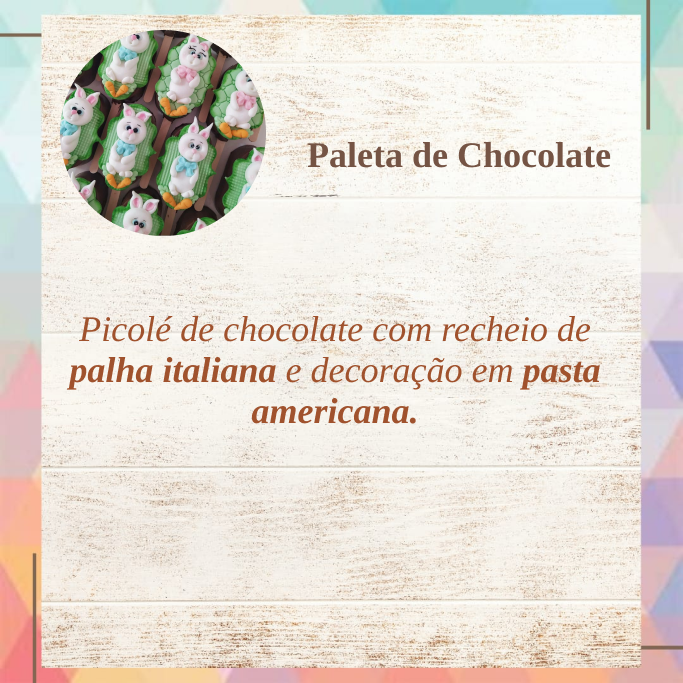 Paleta de Chocolate
Picolé de chocolate com recheio de
palha italiana e decoração em pasta
americana.